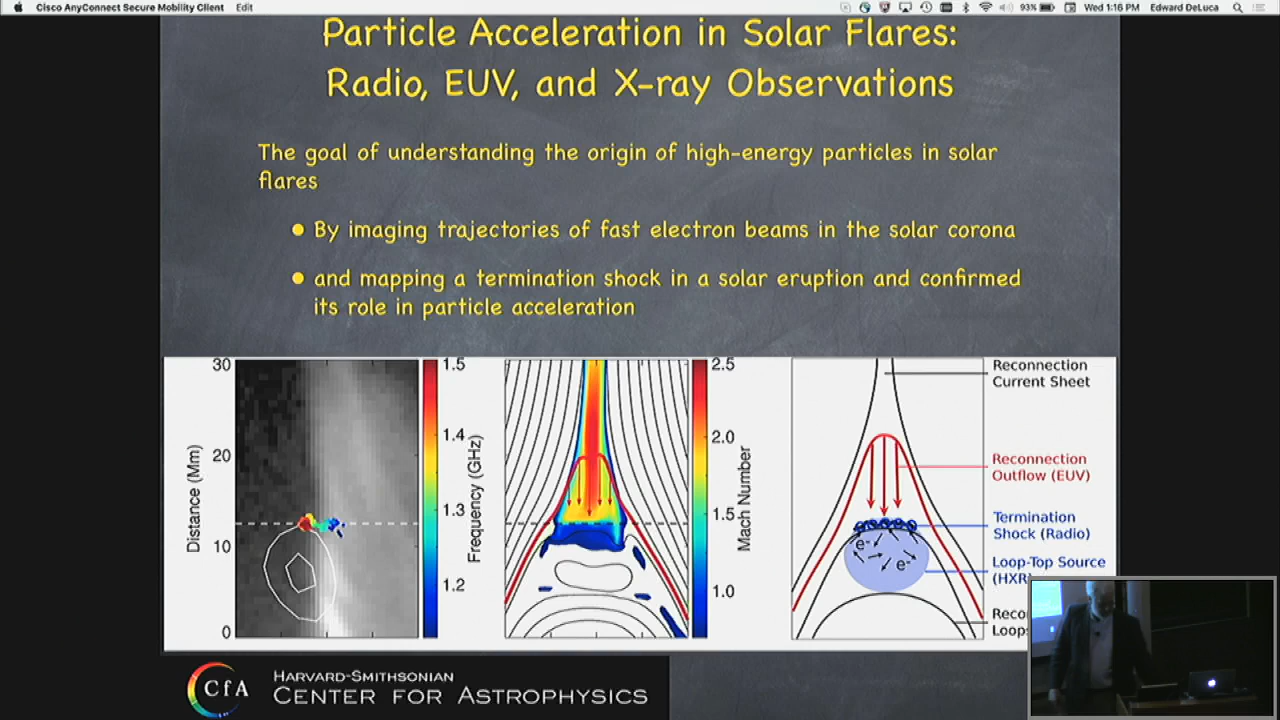 Cisco AnyConnect Secure Mobility Client Edit 93% Wed 1:16 PM Edward DeLuca
Particle Acceleration in Solar Flares:
Radio, EUV, and X-ray Observations
The goal of understanding the origin of high-energy particles in solar
flares
• By imaging trajectories of fast electron beams in the solar corona
• and mapping a termination shock in a solar eruption and confirmed
its role in particle acceleration
30
20
10
0
Distance (Mm)
1.5
1.4
1.3
1.2
Frequency (GHz)
2.5
2.0
1.5
1.0
Mach Number
Reconnection
Current Sheet
Reconnection
Outflow (EUV)
Termination
Shock (Radio)
e-
e-
Loop-Top Source
(HXR)
Loops
CfA
HARVARD-SMITHSONIAN
CENTER FOR ASTROPHYSICS